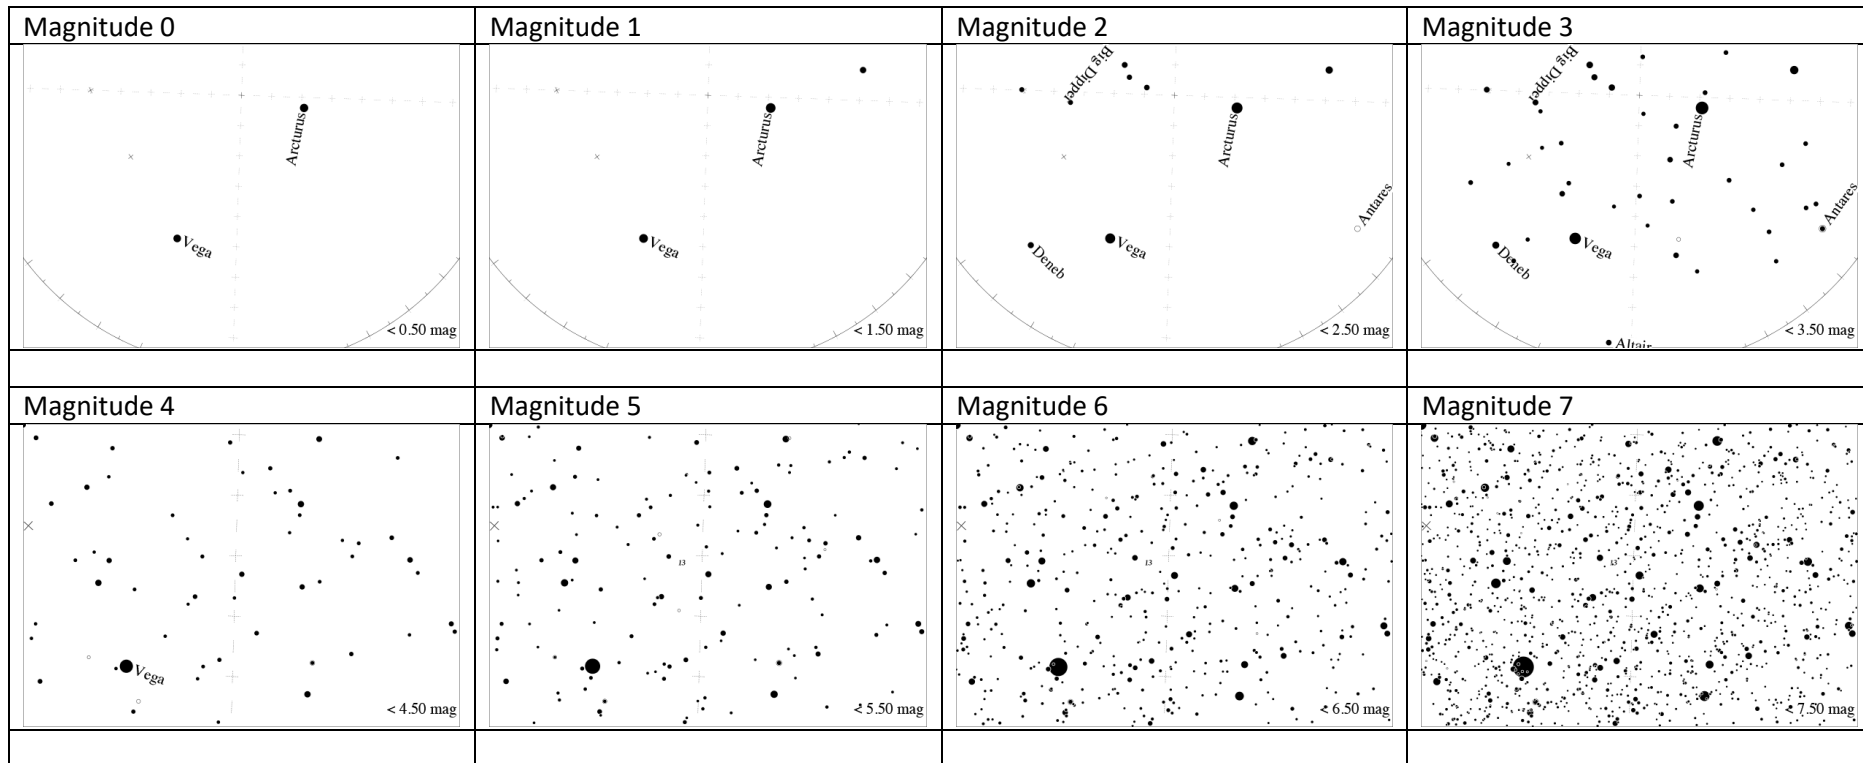 Magnitude 0
Magnitude 1
Magnitude 2
Magnitude 3
Arcturus
Vega
< 0.50 mag
Arcturus
Vega
< 1.50 mag
Big Dipper
Arcturus
Antares
Vega
Deneb
< 2.50 mag
Big Dipper
Arcturus
Antares
Vega
Deneb
Altair
< 3.50 mag
Magnitude 4
Magnitude 5
Magnitude 6
Magnitude 7
Vega
< 4.50 mag
13
< 5.50 mag
13
< 6.50 mag
13
< 7.50 mag